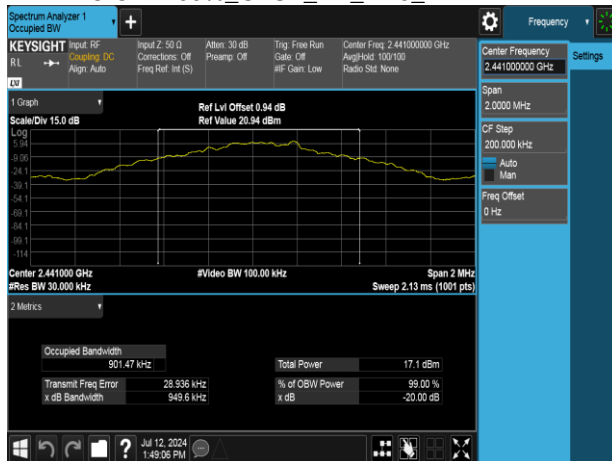 Spectrum Analyzer 1
Occupied BW
Frequency
KEYSIGHT
RL
LXI
Input: RF
Coupling: DC
Align: Auto
Input Z: 50 Ω
Corrections: Off
Freq Ref: Int (S)
Atten: 30 dB
Preamp: Off
Trig: Free Run
Gate: Off
#IF Gain: Low
Center Freq: 2.441000000 GHz
Avg|Hold: 100/100
Radio Std: None
Center Frequency
2.441000000 GHz
Settings
Span
2.0000 MHz
CF Step
200.000 kHz
Auto
Man
Freq Offset
0 Hz
1 Graph
Scale/Div 15.0 dB
Ref Lvl Offset 0.94 dB
Ref Value 20.94 dBm
Log
5.94
-9.06
-24.1
-39.1
-54.1
-69.1
-84.1
-99.1
-114
Center 2.441000 GHz
#Res BW 30.000 kHz
#Video BW 100.00 kHz
Span 2 MHz
Sweep 2.13 ms (1001 pts)
2 Metrics
Occupied Bandwidth
901.47 kHz
Total Power 17.1 dBm
Transmit Freq Error 28.936 kHz
% of OBW Power 99.00 %
x dB Bandwidth 949.6 kHz
x dB -20.00 dB
?
Jul 12, 2024
1:49:06 PM